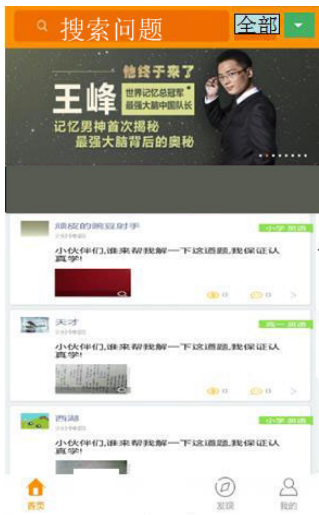 搜索问题 全部
他终于来了
王峰 世界记忆总冠军
最强大脑中国队长
记忆男神首次揭秘
最强大脑背后的奥秘
顽皮的豌豆射手 小学 英语
小伙伴们,谁来帮我解一下这道题,我保证认
真学!
0 0
天才 高一 英语
小伙伴们,谁来帮我解一下这道题,我保证认
真学!
0 0
西湖 小学 英语
小伙伴们,谁来帮我解一下这道题,我保证认
真学!
首页 发现 我的